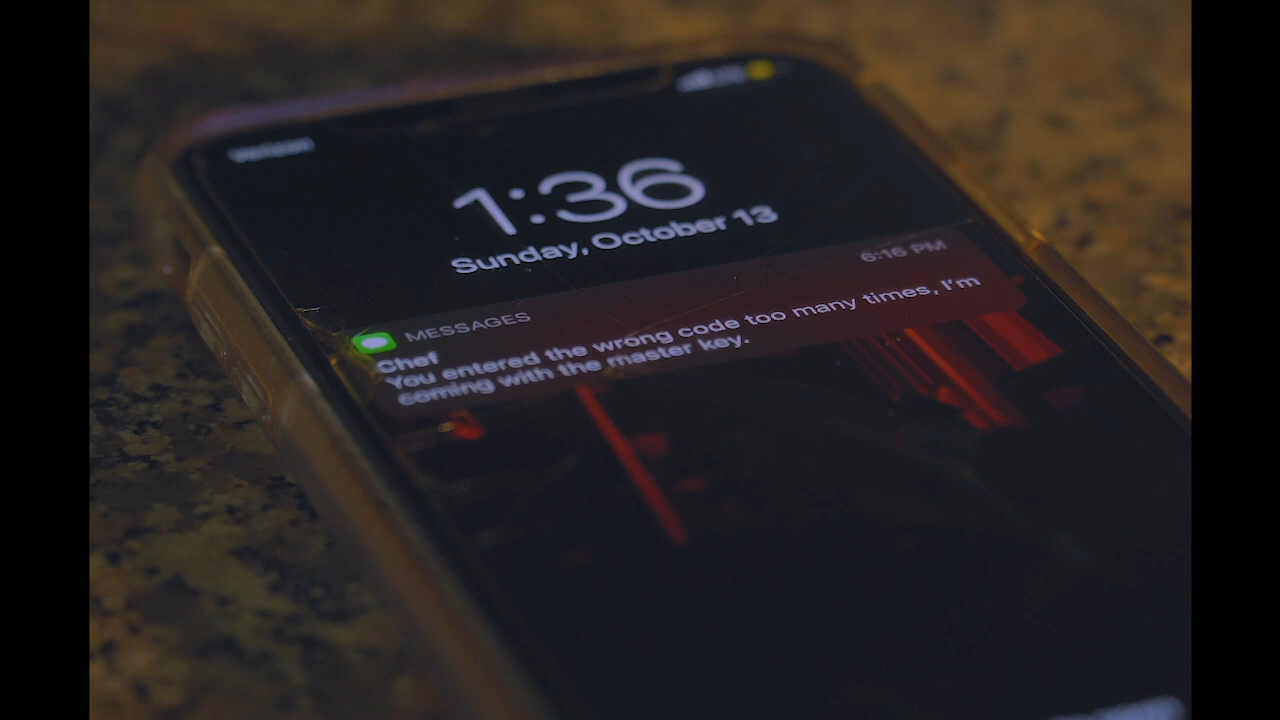 Verizon
1:36
Sunday, October 13
MESSAGES
6:16 PM
Chef
You entered the wrong code too many times, I'm
coming with the master key.